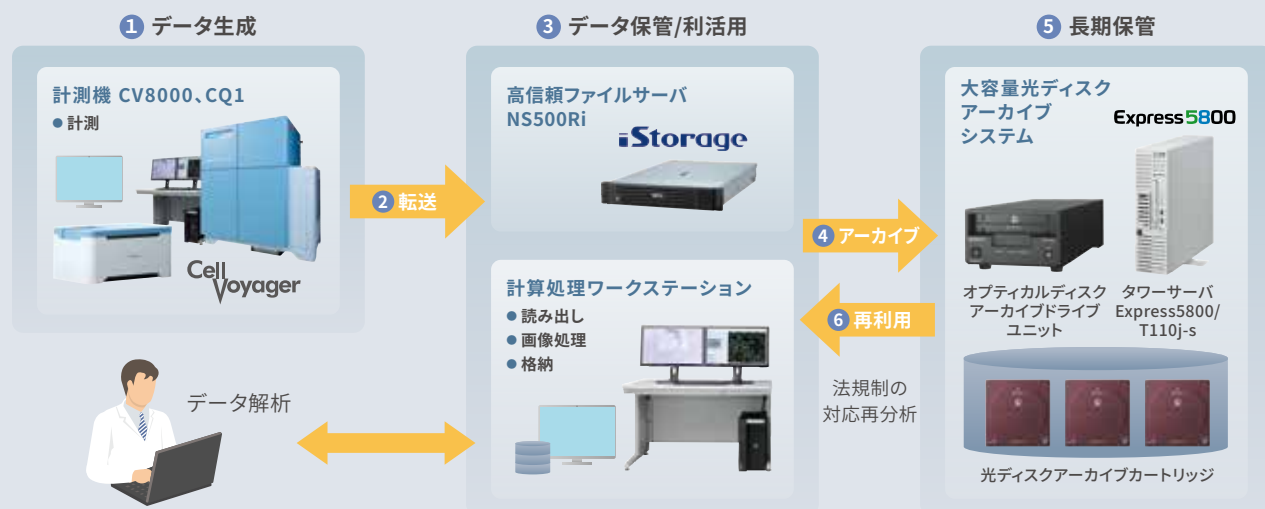 1 データ生成
計測機 CV8000、CQ1
● 計測
Cell
Voyager
2 転送
データ解析
3 データ保管/利活用
高信頼ファイルサーバ
NS500Ri
iStorage
計算処理ワークステーション
● 読み出し
● 画像処理
● 格納
4 アーカイブ
6 再利用
法規制の
対応再分析
5 長期保管
大容量光ディスク
アーカイブ
システム
Express5800
オプティカルディスク
アーカイブドライブ
ユニット
タワーサーバ
Express5800/
T110j-s
光ディスクアーカイブカートリッジ